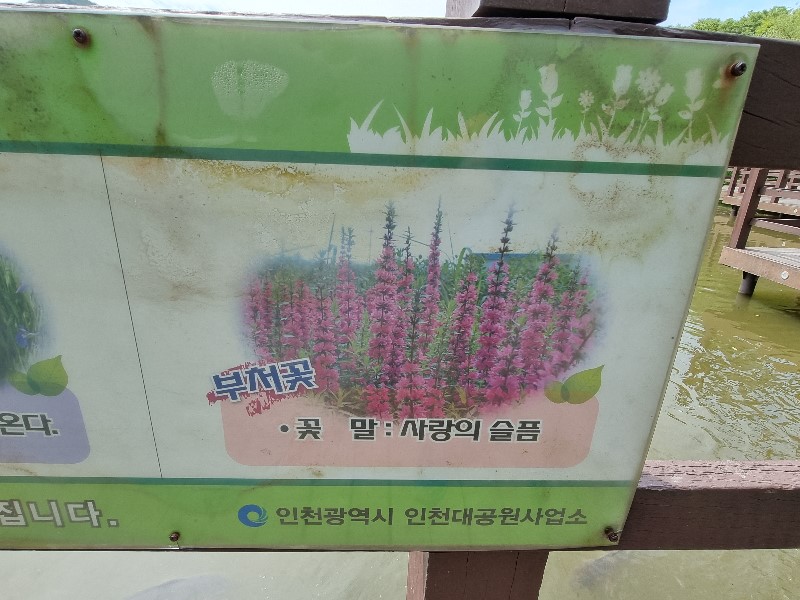 부처꽃
• 꽃 말 : 사랑의 슬픔
온다.
집니다.
인천광역시 인천대공원사업소